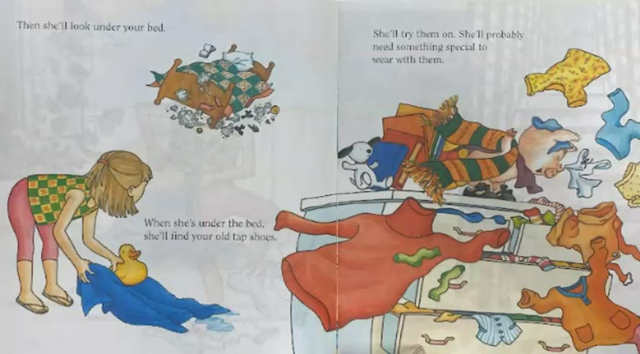 Then she'll look under your bed.
When she's under the bed,
she'll find your old tap shoes.
She'll try them on. She'll probably
need something special to
wear with them.